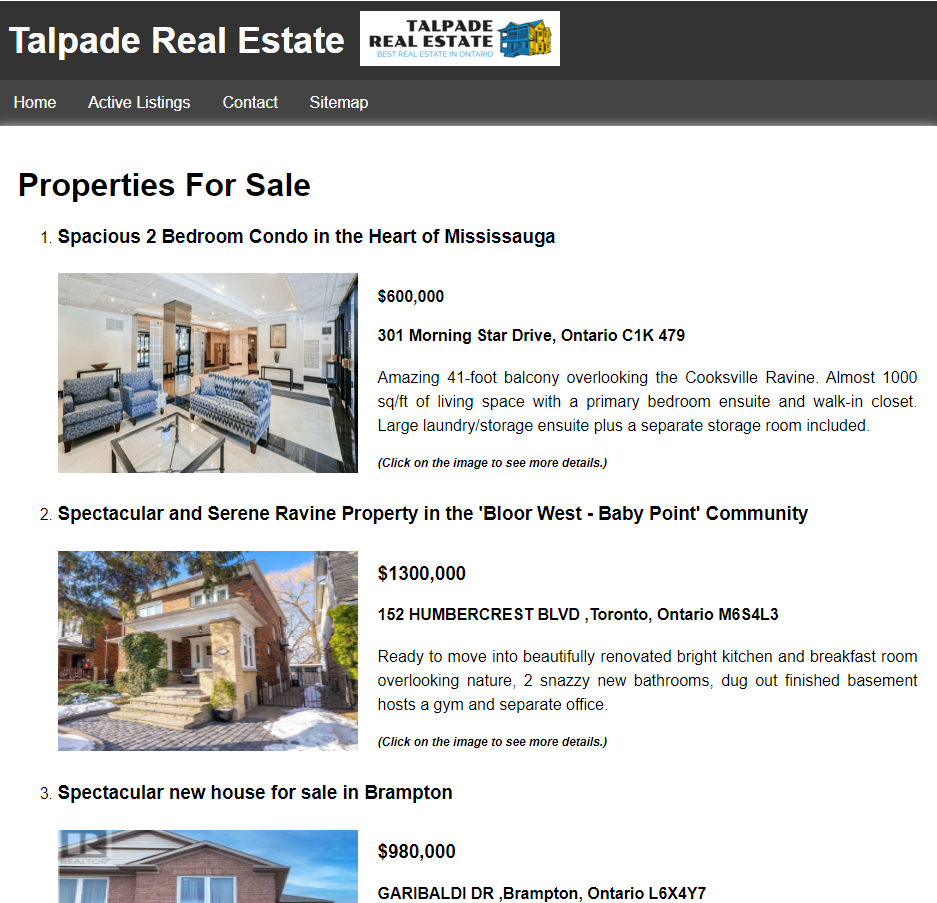 Talpade Real Estate
TALPADE
REAL ESTATE
BEST REAL ESTATE IN ONTARIO
Home Active Listings Contact Sitemap
Properties For Sale
1. Spacious 2 Bedroom Condo in the Heart of Mississauga
$600,000
301 Morning Star Drive, Ontario C1K 479
Amazing 41-foot balcony overlooking the Cooksville Ravine. Almost 1000
sq/ft of living space with a primary bedroom ensuite and walk-in closet.
Large laundry/storage ensuite plus a separate storage room included.
(Click on the image to see more details.)
2. Spectacular and Serene Ravine Property in the 'Bloor West - Baby Point' Community
$1300,000
152 HUMBERCREST BLVD ,Toronto, Ontario M6S4L3
Ready to move into beautifully renovated bright kitchen and breakfast room
overlooking nature, 2 snazzy new bathrooms, dug out finished basement
hosts a gym and separate office.
(Click on the image to see more details.)
3. Spectacular new house for sale in Brampton
R
REALTOR
$980,000
GARIBALDI DR ,Brampton, Ontario L6X4Y7